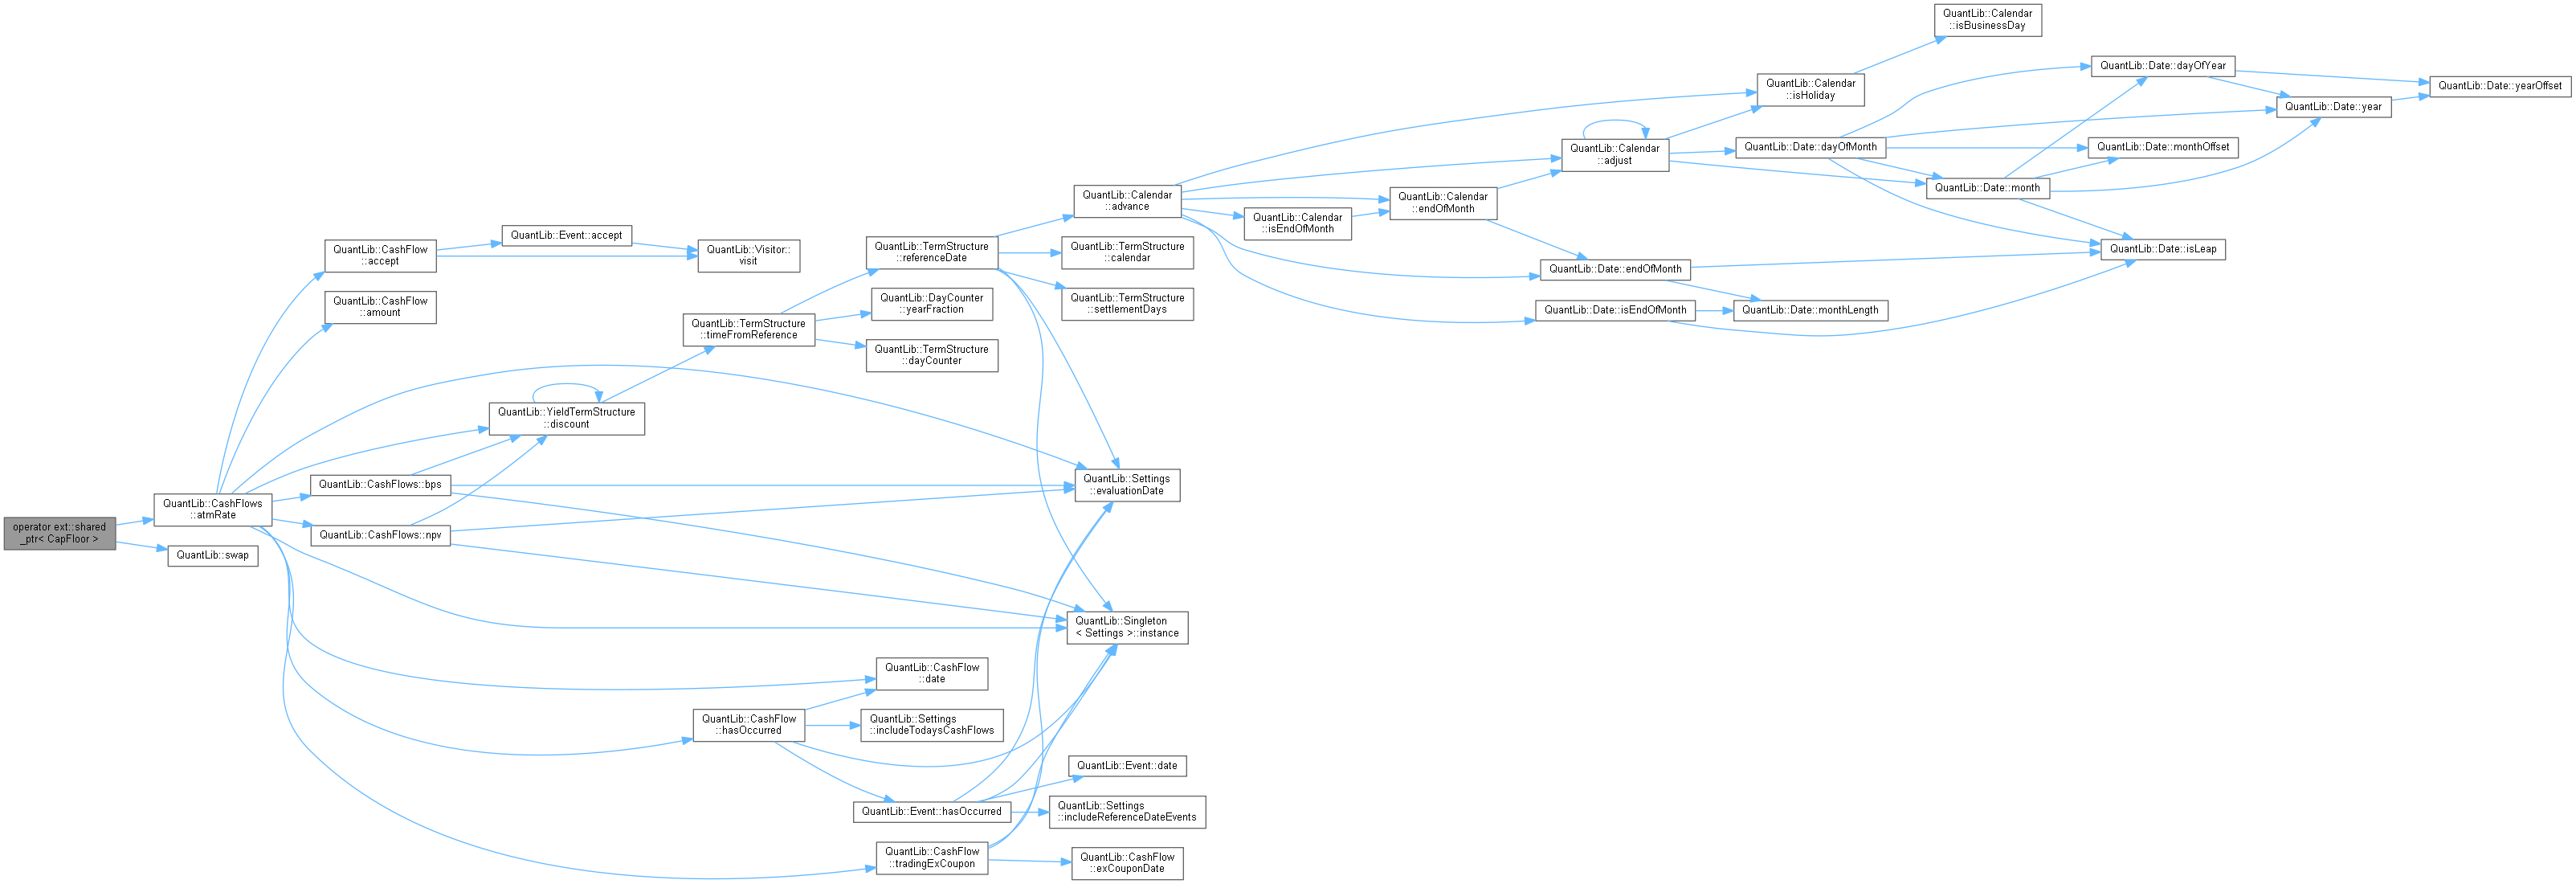 operator ext::shared
_ptr< CapFloor >
QuantLib::CashFlows
::atmRate
QuantLib::swap
QuantLib::CashFlow
::accept
QuantLib::CashFlow
::amount
QuantLib::CashFlows::bps
QuantLib::CashFlows::npv
QuantLib::Event::accept
QuantLib::YieldTermStructure
::discount
QuantLib::Visitor::
visit
QuantLib::TermStructure
::timeFromReference
QuantLib::CashFlow
::hasOccurred
QuantLib::TermStructure
::referenceDate
QuantLib::DayCounter
::yearFraction
QuantLib::TermStructure
::dayCounter
QuantLib::CashFlow
::date
QuantLib::Settings
::includeTodaysCashFlows
QuantLib::Event::hasOccurred
QuantLib::CashFlow
::tradingExCoupon
QuantLib::Calendar
::advance
QuantLib::TermStructure
::calendar
QuantLib::TermStructure
::settlementDays
QuantLib::Settings
::evaluationDate
QuantLib::Singleton
< Settings >::instance
QuantLib::Event::date
QuantLib::Settings
::includeReferenceDateEvents
QuantLib::CashFlow
::exCouponDate
QuantLib::Calendar
::isEndOfMonth
QuantLib::Calendar
::endOfMonth
QuantLib::Calendar
::adjust
QuantLib::Date::endOfMonth
QuantLib::Date::isEndOfMonth
QuantLib::Calendar
::isHoliday
QuantLib::Date::dayOfMonth
QuantLib::Date::monthLength
QuantLib::Calendar
::isBusinessDay
QuantLib::Date::month
QuantLib::Date::dayOfYear
QuantLib::Date::monthOffset
QuantLib::Date::isLeap
QuantLib::Date::year
QuantLib::Date::yearOffset